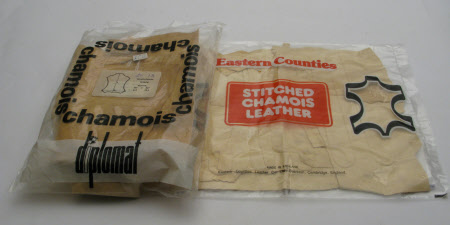 chamois
chamois
chamois
Chamois
diplomat
Eastern Counties
STITCHED
CHAMOIS
LEATHER